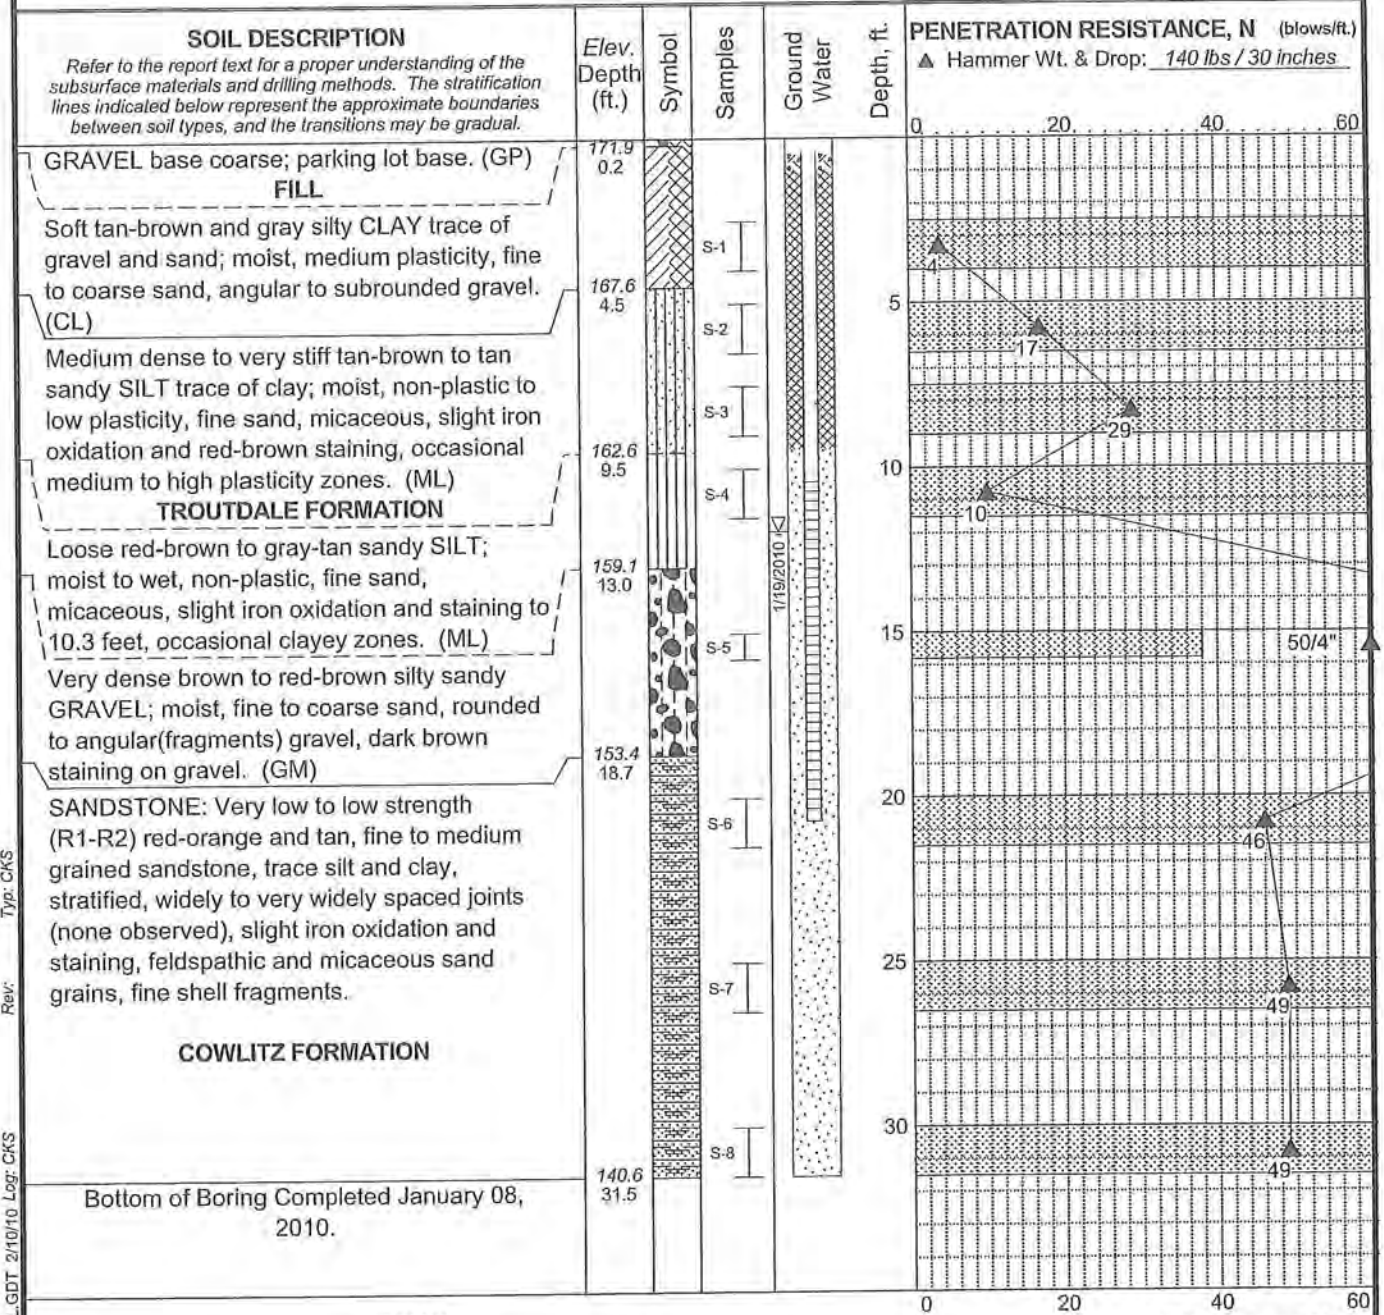 SOIL DESCRIPTION
Refer to the report text for a proper understanding of the
subsurface materials and drilling methods. The stratification
lines indicated below represent the approximate boundaries
between soil types, and the transitions may be gradual.
Elev.
Depth
(ft.)
Symbol
Samples
Ground
Water
Depth, ft.
PENETRATION RESISTANCE, N (blows/ft.)
▲ Hammer Wt. & Drop: 140 lbs / 30 inches
0 20 40 60
GRAVEL base coarse; parking lot base. (GP)
FILL
171.9
0.2
Soft tan-brown and gray silty CLAY trace of
gravel and sand; moist, medium plasticity, fine
to coarse sand, angular to subrounded gravel.
(CL)
S-1
4
167.6
4.5
5
Medium dense to very stiff tan-brown to tan
sandy SILT trace of clay; moist, non-plastic to
low plasticity, fine sand, micaceous, slight iron
oxidation and red-brown staining, occasional
medium to high plasticity zones. (ML)
TROUTDALE FORMATION
S-2
17
S-3
29
162.6
9.5
10
S-4
10
Loose red-brown to gray-tan sandy SILT;
moist to wet, non-plastic, fine sand,
micaceous, slight iron oxidation and staining to
10.3 feet, occasional clayey zones. (ML)
1/19/2010
159.1
13.0
15
S-5
50/4"
Very dense brown to red-brown silty sandy
GRAVEL; moist, fine to coarse sand, rounded
to angular(fragments) gravel, dark brown
staining on gravel. (GM)
153.4
18.7
20
S-6
46
SANDSTONE: Very low to low strength
(R1-R2) red-orange and tan, fine to medium
grained sandstone, trace silt and clay,
stratified, widely to very widely spaced joints
(none observed), slight iron oxidation and
staining, feldspathic and micaceous sand
grains, fine shell fragments.
25
S-7
49
COWLITZ FORMATION
30
S-8
49
140.6
31.5
Bottom of Boring Completed January 08,
2010.
0 20 40 60
Typ: CKS
Rev:
.GDT 2/10/10 Log: CKS